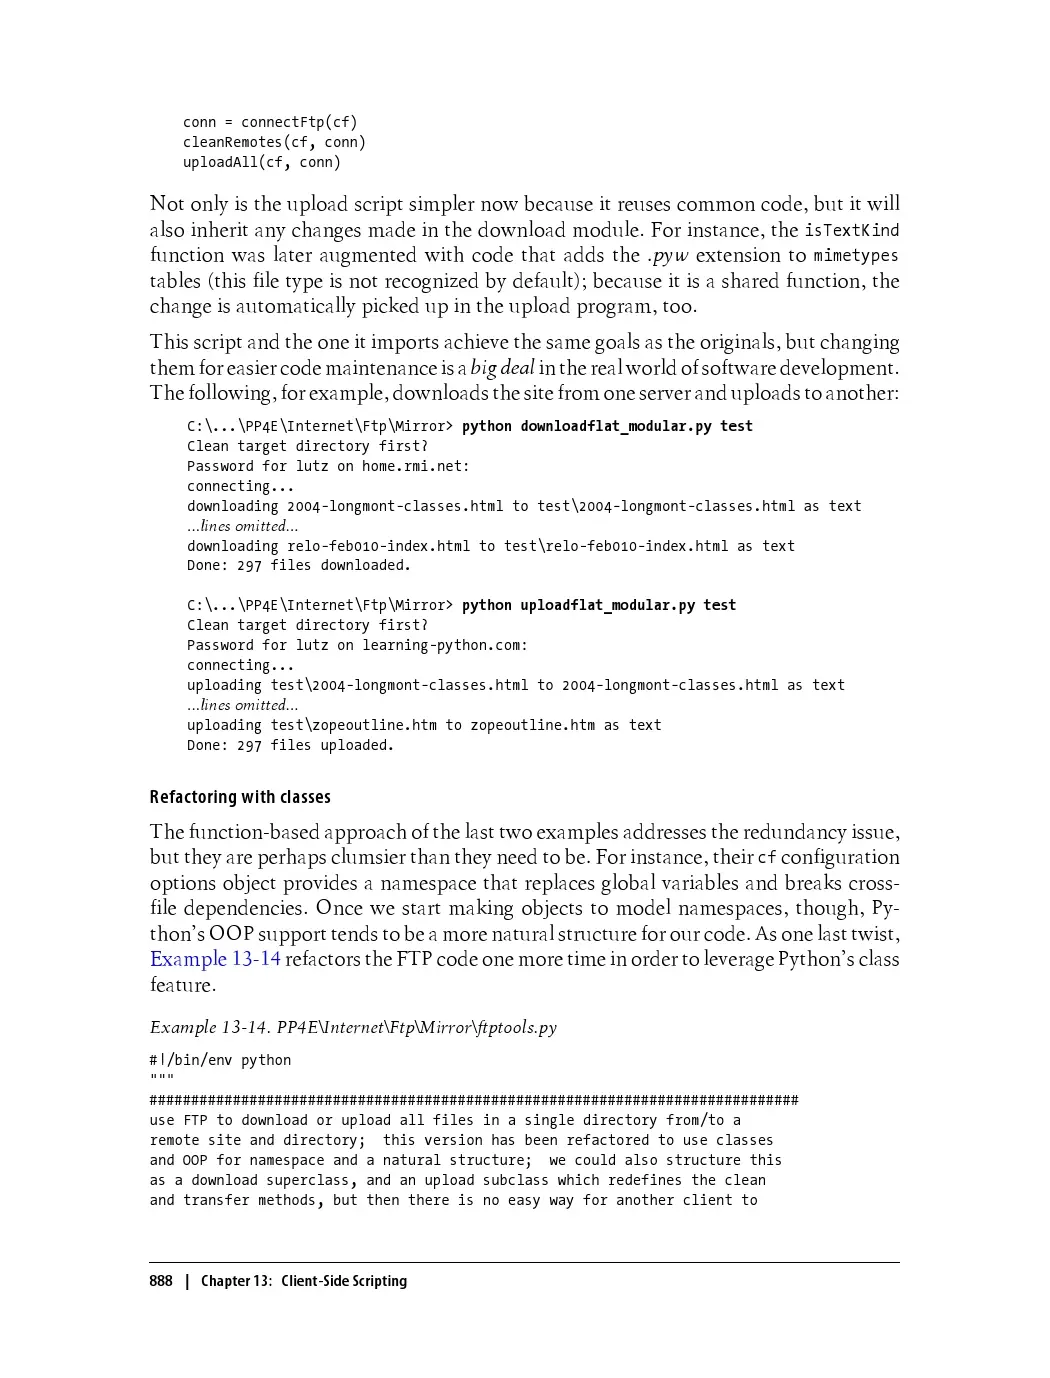 conn = connectFtp(cf)
cleanRemotes(cf, conn)
uploadAll(cf, conn)
Not only is the upload script simpler now because it reuses common code, but it will
also inherit any changes made in the download module. For instance, the isTextKind
function was later augmented with code that adds the .pyw extension to mimetypes
tables (this file type is not recognized by default); because it is a shared function, the
change is automatically picked up in the upload program, too.
This script and the one it imports achieve the same goals as the originals, but changing
them for easier code maintenance is a big deal in the real world of software development.
The following, for example, downloads the site from one server and uploads to another:
C:\...\PP4E\Internet\Ftp\Mirror> python downloadflat_modular.py test
Clean target directory first?
Password for lutz on home.rmi.net:
connecting...
downloading 2004-longmont-classes.html to test\2004-longmont-classes.html as text
...lines omitted...
downloading relo-feb010-index.html to test\relo-feb010-index.html as text
Done: 297 files downloaded.
C:\...\PP4E\Internet\Ftp\Mirror> python uploadflat_modular.py test
Clean target directory first?
Password for lutz on learning-python.com:
connecting...
uploading test\2004-longmont-classes.html to 2004-longmont-classes.html as text
...lines omitted...
uploading test\zopeoutline.htm to zopeoutline.htm as text
Done: 297 files uploaded.
Refactoring with classes
The function-based approach of the last two examples addresses the redundancy issue,
but they are perhaps clumsier than they need to be. For instance, their cf configuration
options object provides a namespace that replaces global variables and breaks cross-
file dependencies. Once we start making objects to model namespaces, though, Py-
thon's OOP support tends to be a more natural structure for our code. As one last twist,
Example 13-14 refactors the FTP code one more time in order to leverage Python's class
feature.
Example 13-14. PP4E\Internet\Ftp\Mirror\ftptools.py
#!/bin/env python
"""
##############################################################################
use FTP to download or upload all files in a single directory from/to a
remote site and directory;  this version has been refactored to use classes
and OOP for namespace and a natural structure;  we could also structure this
as a download superclass, and an upload subclass which redefines the clean
and transfer methods, but then there is no easy way for another client to
888 | Chapter 13: Client-Side Scripting